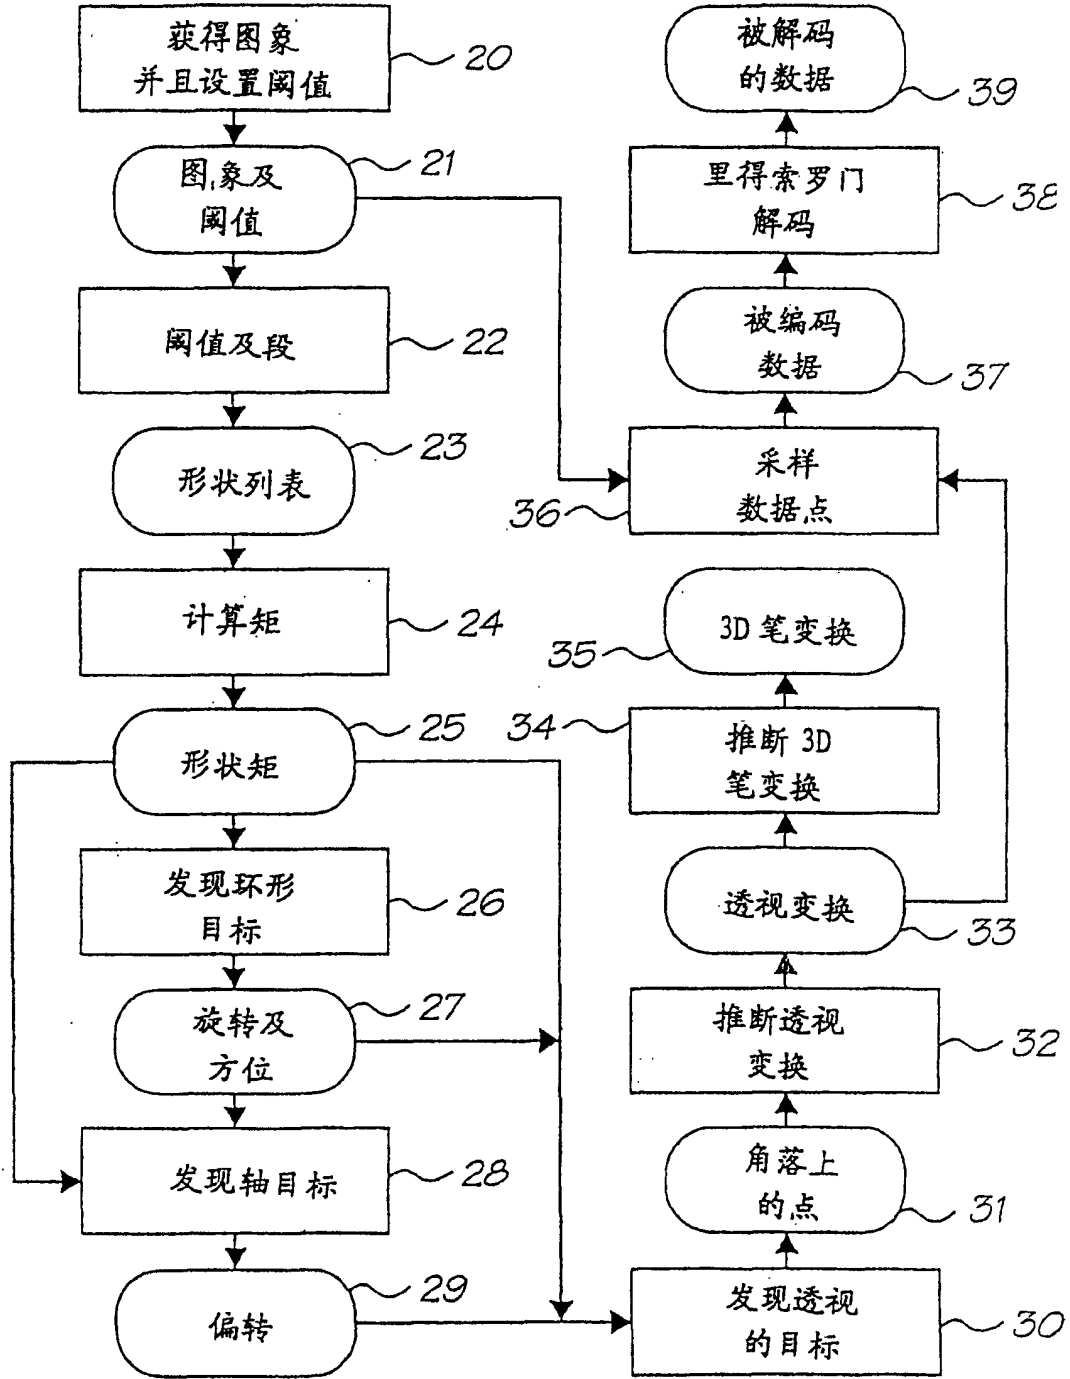 获得图象
并且设置阈值
20
图象及
阈值
21
阈值及段
22
形状列表
23
计算矩
24
形状矩
25
发现环形
目标
26
旋转及
方位
27
发现轴目标
28
偏转
29
发现透视
的目标
30
角落上
的点
31
推断透视
变换
32
透视变换
33
推断 3D
笔变换
34
3D 笔变换
35
采样
数据点
36
被编码
数据
37
里得索罗门
解码
38
被解码
的数据
39